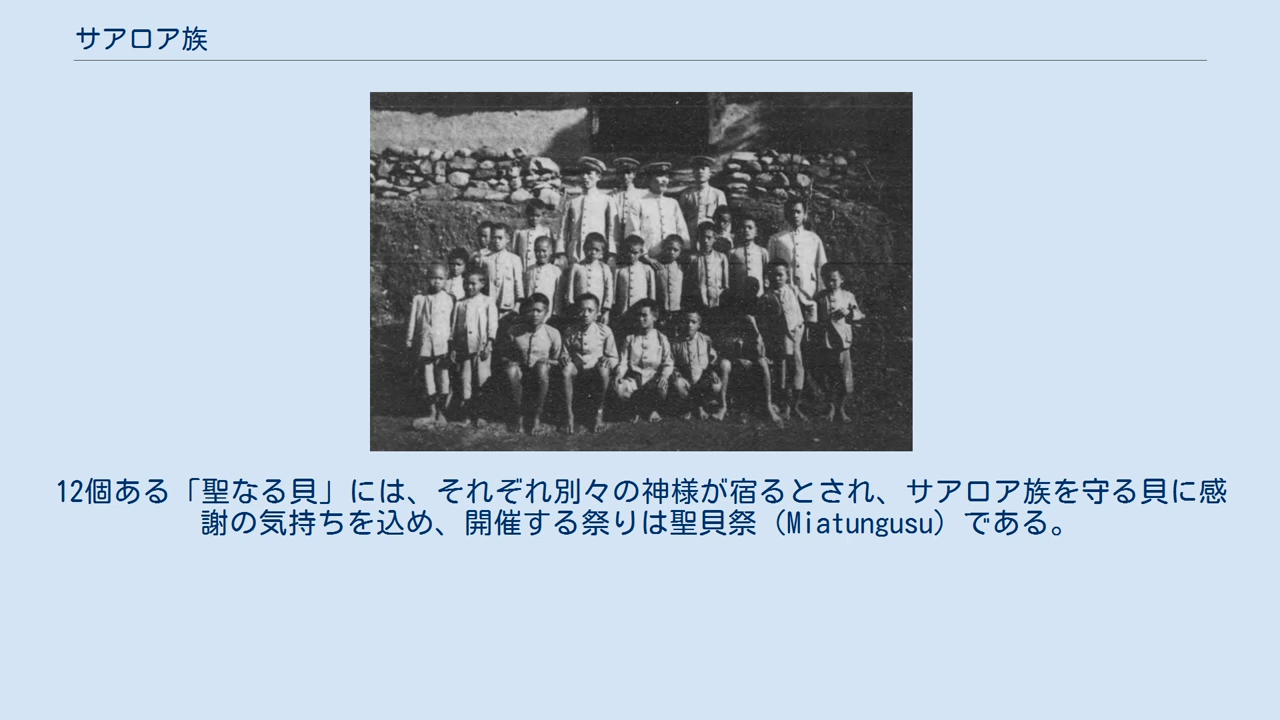 サアロア族
12個ある「聖なる貝」には、それぞれ別々の神様が宿るとされ、サアロア族を守る貝に感
謝の気持ちを込め、開催する祭りは聖貝祭（Miatungusu）である。